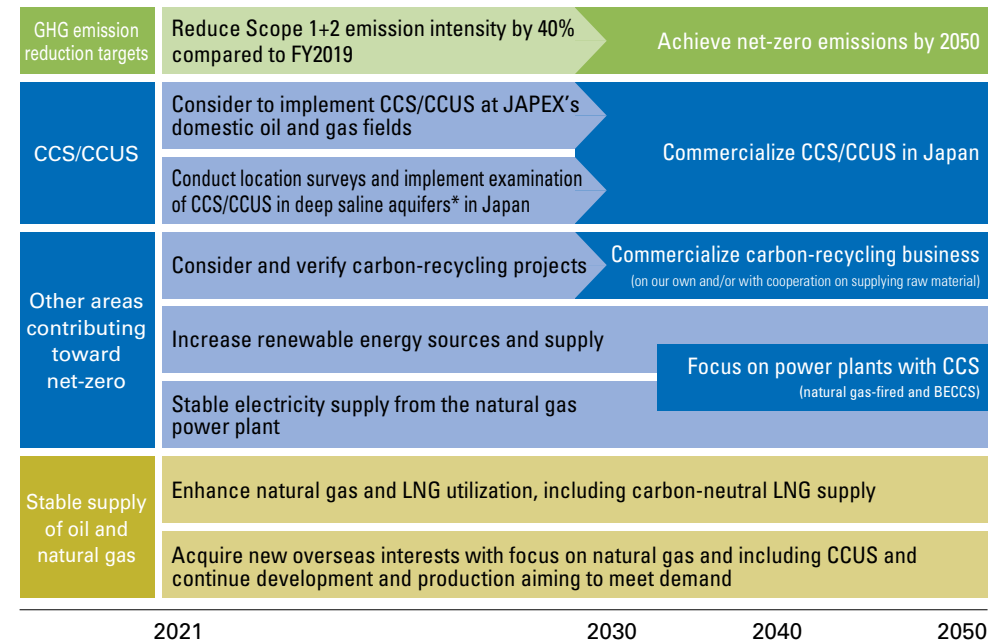 GHG emission
reduction targets
Reduce Scope 1+2 emission intensity by 40%
compared to FY2019
Achieve net-zero emissions by 2050
CCS/CCUS
Consider to implement CCS/CCUS at JAPEX's
domestic oil and gas fields
Conduct location surveys and implement examination
of CCS/CCUS in deep saline aquifers* in Japan
Commercialize CCS/CCUS in Japan
Other areas
contributing
toward
net-zero
Consider and verify carbon-recycling projects
Commercialize carbon-recycling business
(on our own and/or with cooperation on supplying raw material)
Increase renewable energy sources and supply
Stable electricity supply from the natural gas
power plant
Focus on power plants with CCS
(natural gas-fired and BECCS)
Stable supply
of oil and
natural gas
Enhance natural gas and LNG utilization, including carbon-neutral LNG supply
Acquire new overseas interests with focus on natural gas and including CCUS and
continue development and production aiming to meet demand
2021
2030
2040
2050